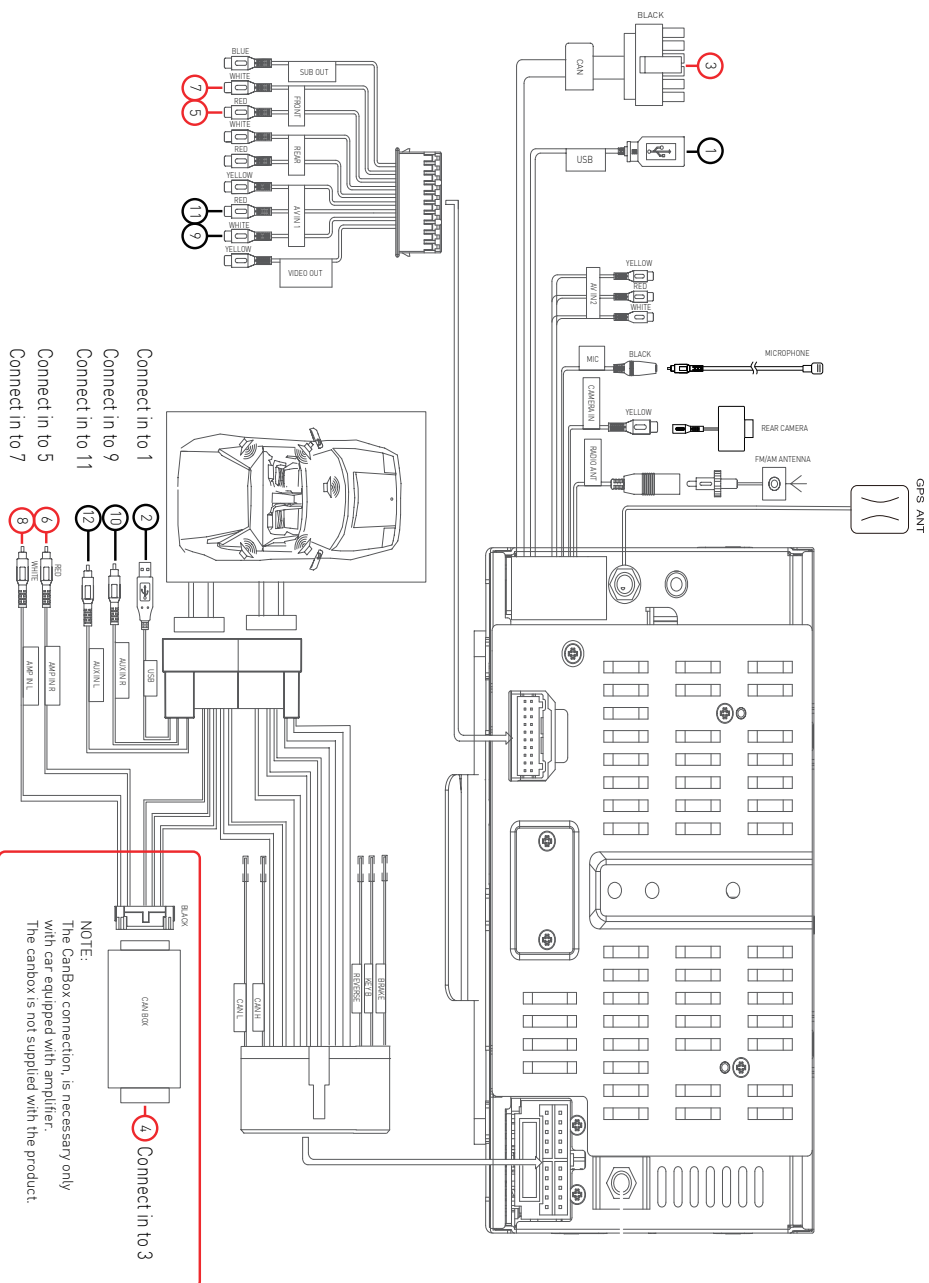 BLACK
3
CAN
1
USB
BLUE
SUB OUT
WHITE
7
FRONT
RED
5
WHITE
REAR
RED
YELLOW
AV IN 1
RED
11
WHITE
9
YELLOW
VIDEO OUT
YELLOW
RED
WHITE
AV IN2
MIC
BLACK
MICROPHONE
CAMERA IN
YELLOW
REAR CAMERA
RADIO ANT
FM/AM ANTENNA
GPS ANT
Connect in to 1
Connect in to 9
Connect in to 11
Connect in to 5
Connect in to 7
2
10
12
6
8
RED
WHITE
USB
AUX IN R
AUX IN L
AMP IN R
AMP IN L
BRAKE
KEY B
REVERSE
CAN H
CAN L
BLACK
CAN BOX
4 Connect in to 3
NOTE:
The CanBox connection, is necessary only
with car equipped with amplifier.
The canbox is not supplied with the product.